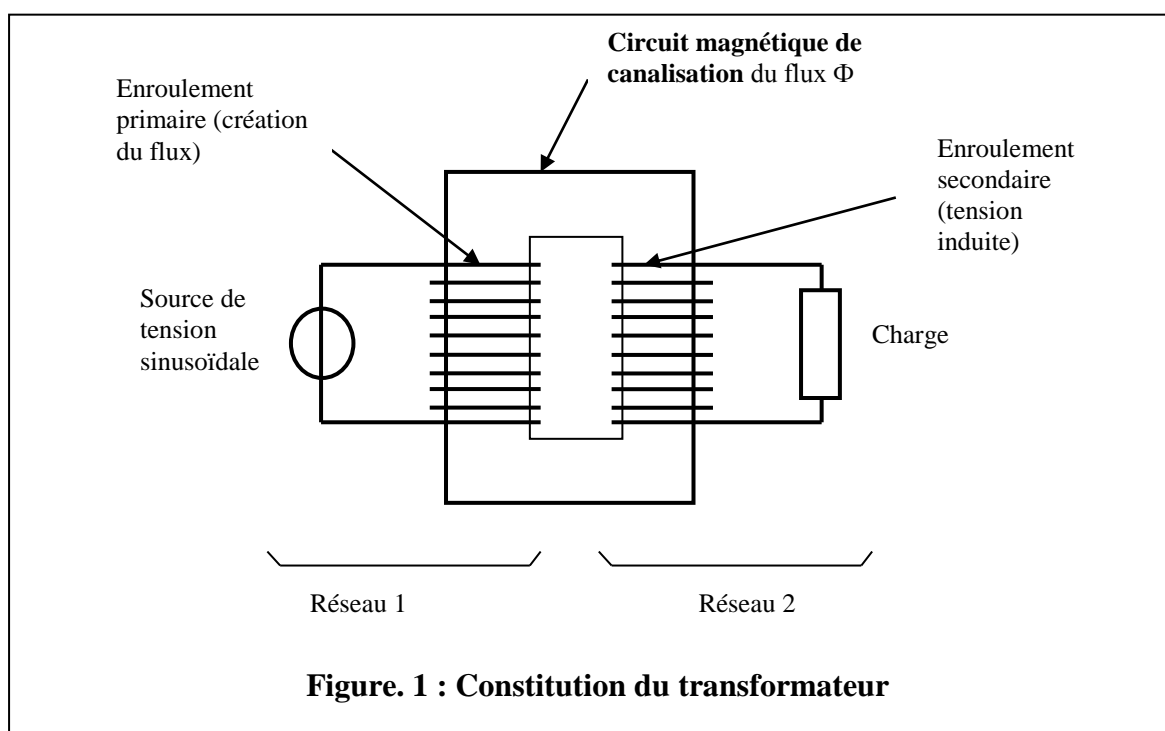 Circuit magnétique de
canalisation du flux Φ
Enroulement
primaire (création
du flux)
Enroulement
secondaire
(tension
induite)
Source de
tension
sinusoïdale
Charge
Réseau 1
Réseau 2
Figure. 1 : Constitution du transformateur